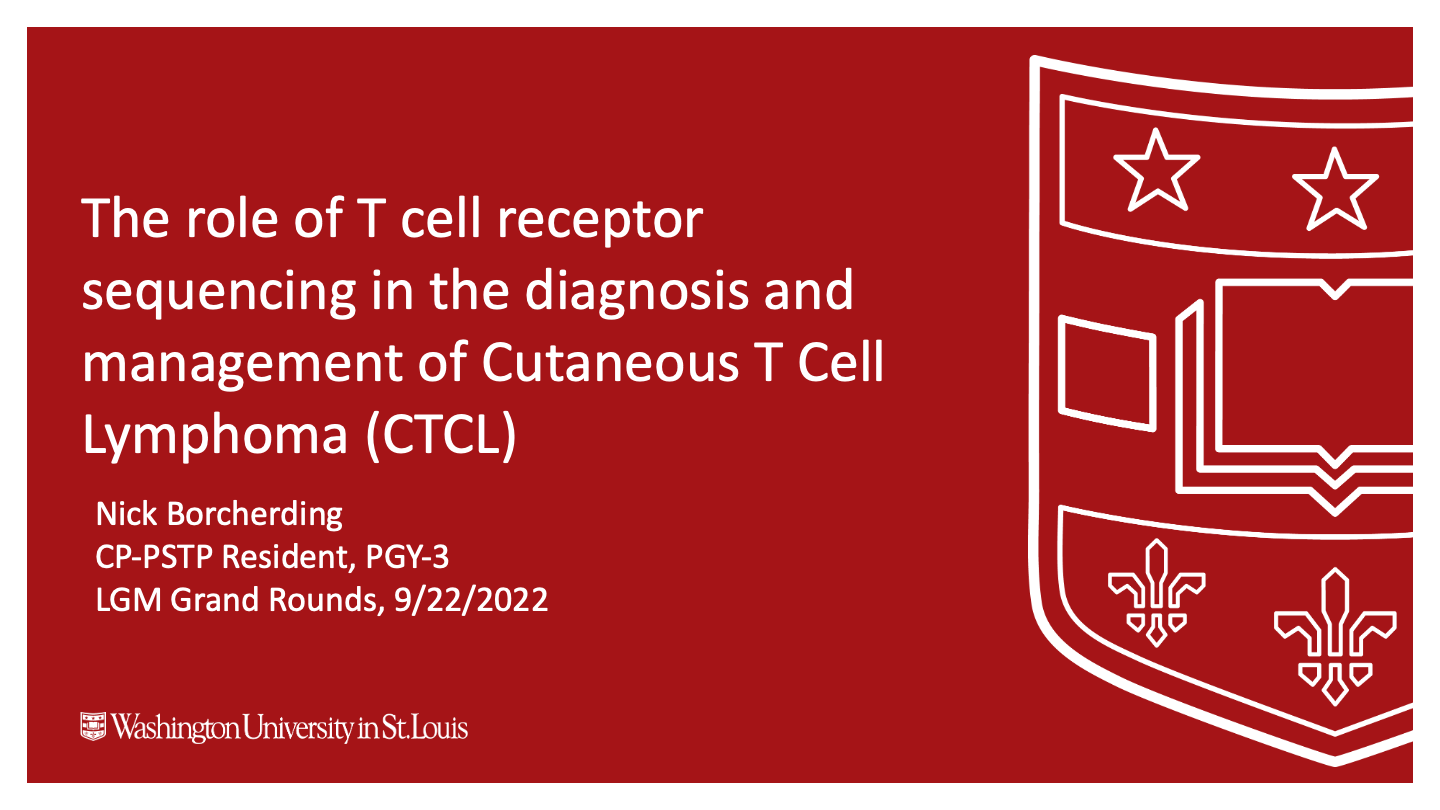 The role of T cell receptor
sequencing in the diagnosis and
management of Cutaneous T Cell
Lymphoma (CTCL)
Nick Borcherding
CP-PSTP Resident, PGY-3
LGM Grand Rounds, 9/22/2022
Washington University in St. Louis